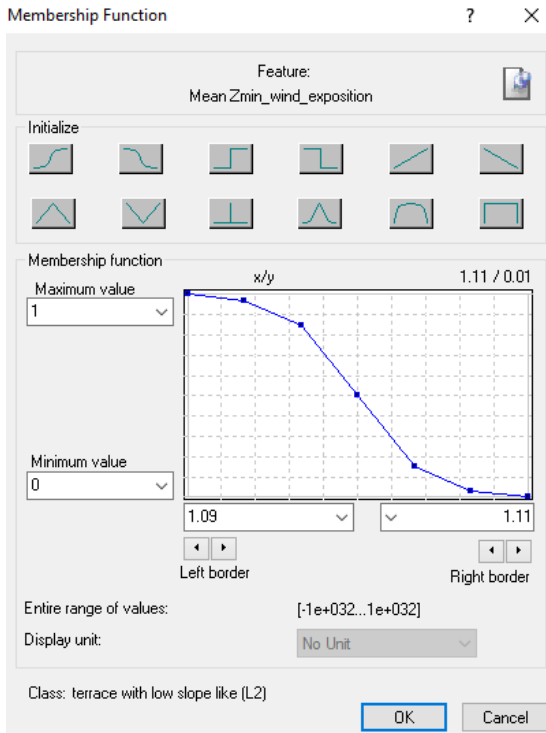 Membership Function ? ×
Feature:
Mean Zmin_wind_exposition
Initialize
Membership function
x/y 1.11 / 0.01
Maximum value
1
Minimum value
0
1.09 1.11
Left border Right border
Entire range of values: [-1e+032...1e+032]
Display unit: No Unit
Class: terrace with low slope like (L2)
OK Cancel